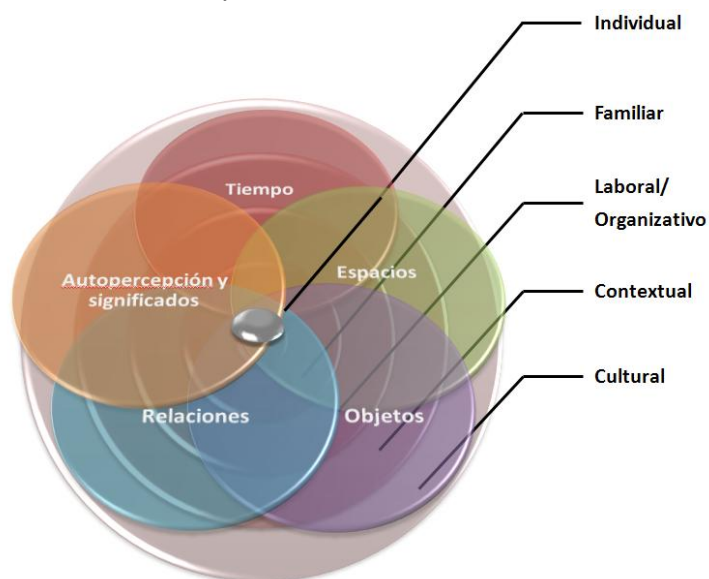 Individual
Familiar
Laboral/
Organizativo
Contextual
Cultural
Tiempo
Espacios
Autopercepción y
significados
Relaciones
Objetos